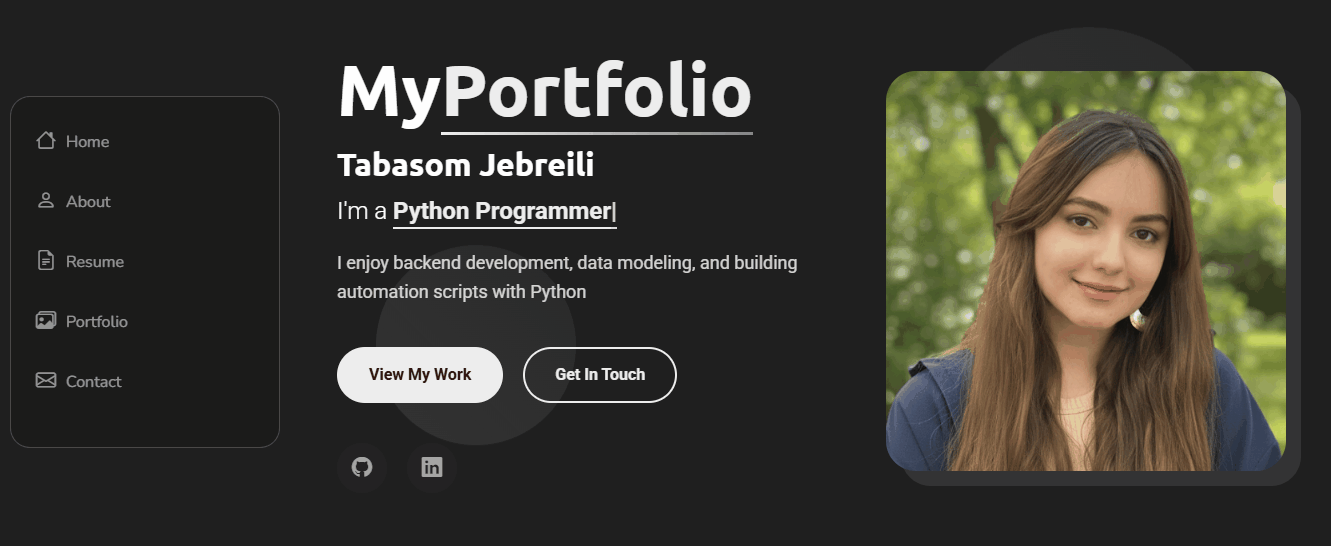 Home
About
Resume
Portfolio
Contact
MyPortfolio
Tabasom Jebreili
I'm a Python Programmer|
I enjoy backend development, data modeling, and building
automation scripts with Python
View My Work
Get In Touch
in